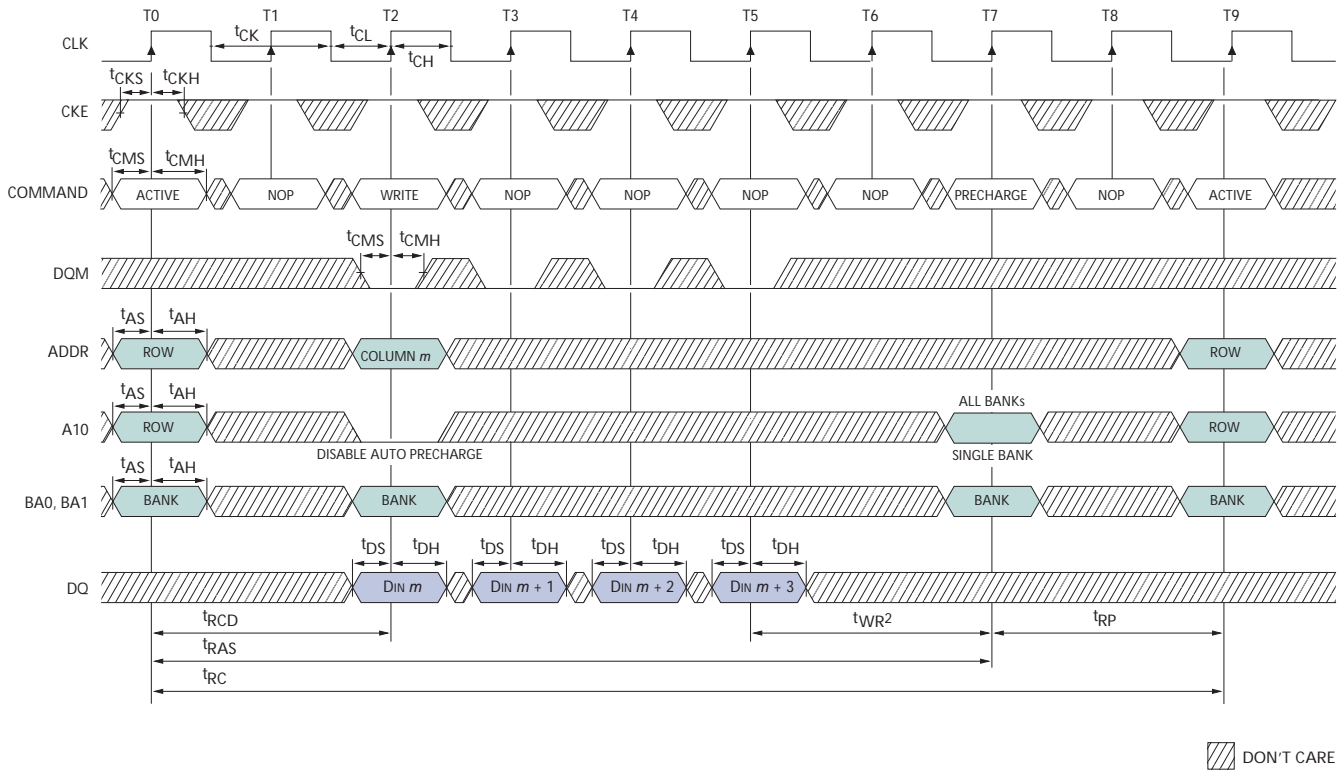 T0 T1 T2 T3 T4 T5 T6 T7 T8 T9
CLK tCK tCL tCH
tCKS tCKH
CKE
tCMS tCMH
COMMAND ACTIVE NOP WRITE NOP NOP NOP NOP PRECHARGE NOP ACTIVE
tCMS tCMH
DQM
tAS tAH
ADDR ROW COLUMN m ROW
tAS tAH ALL BANKs
A10 ROW ROW
DISABLE AUTO PRECHARGE SINGLE BANK
tAS tAH
BA0, BA1 BANK BANK BANK BANK
tDS tDH tDS tDH tDS tDH tDS tDH
DQ DIN m DIN m + 1 DIN m + 2 DIN m + 3
tRCD tWR2 tRP
tRAS
tRC
DON'T CARE